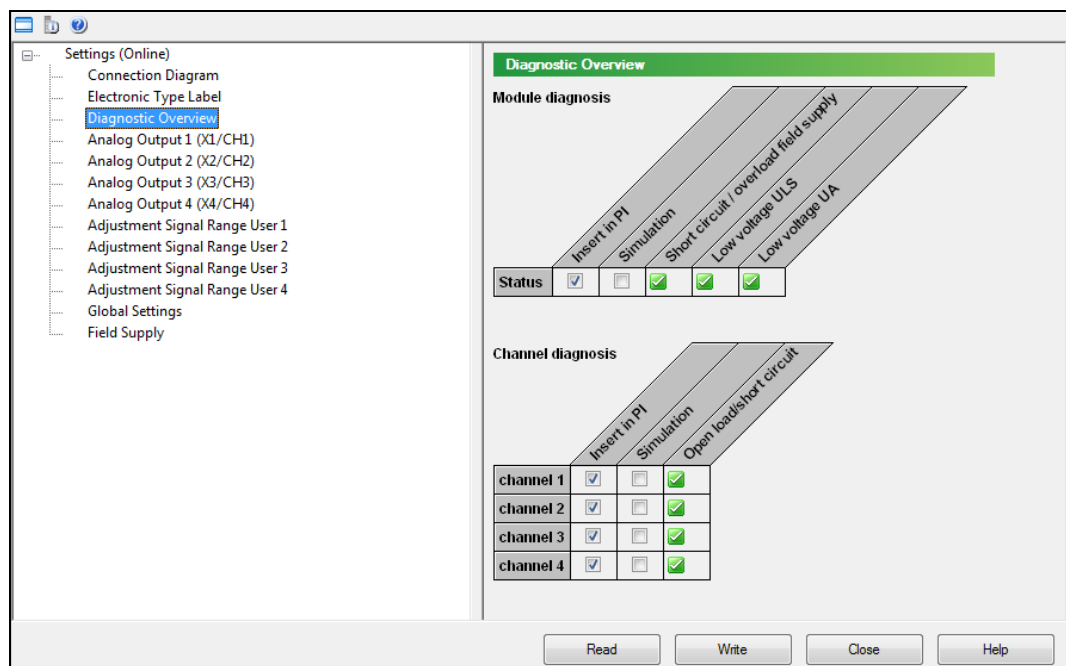 Settings (Online)
Connection Diagram
Electronic Type Label
Diagnostic Overview
Analog Output 1 (X1/CH1)
Analog Output 2 (X2/CH2)
Analog Output 3 (X3/CH3)
Analog Output 4 (X4/CH4)
Adjustment Signal Range User 1
Adjustment Signal Range User 2
Adjustment Signal Range User 3
Adjustment Signal Range User 4
Global Settings
Field Supply
Diagnostic Overview
Module diagnosis
Insert in PI
Simulation
Short circuit / overload field supply
Low voltage ULS
Low voltage UA
Status
Channel diagnosis
Insert in PI
Simulation
Open load/short circuit
channel 1
channel 2
channel 3
channel 4
Read
Write
Close
Help